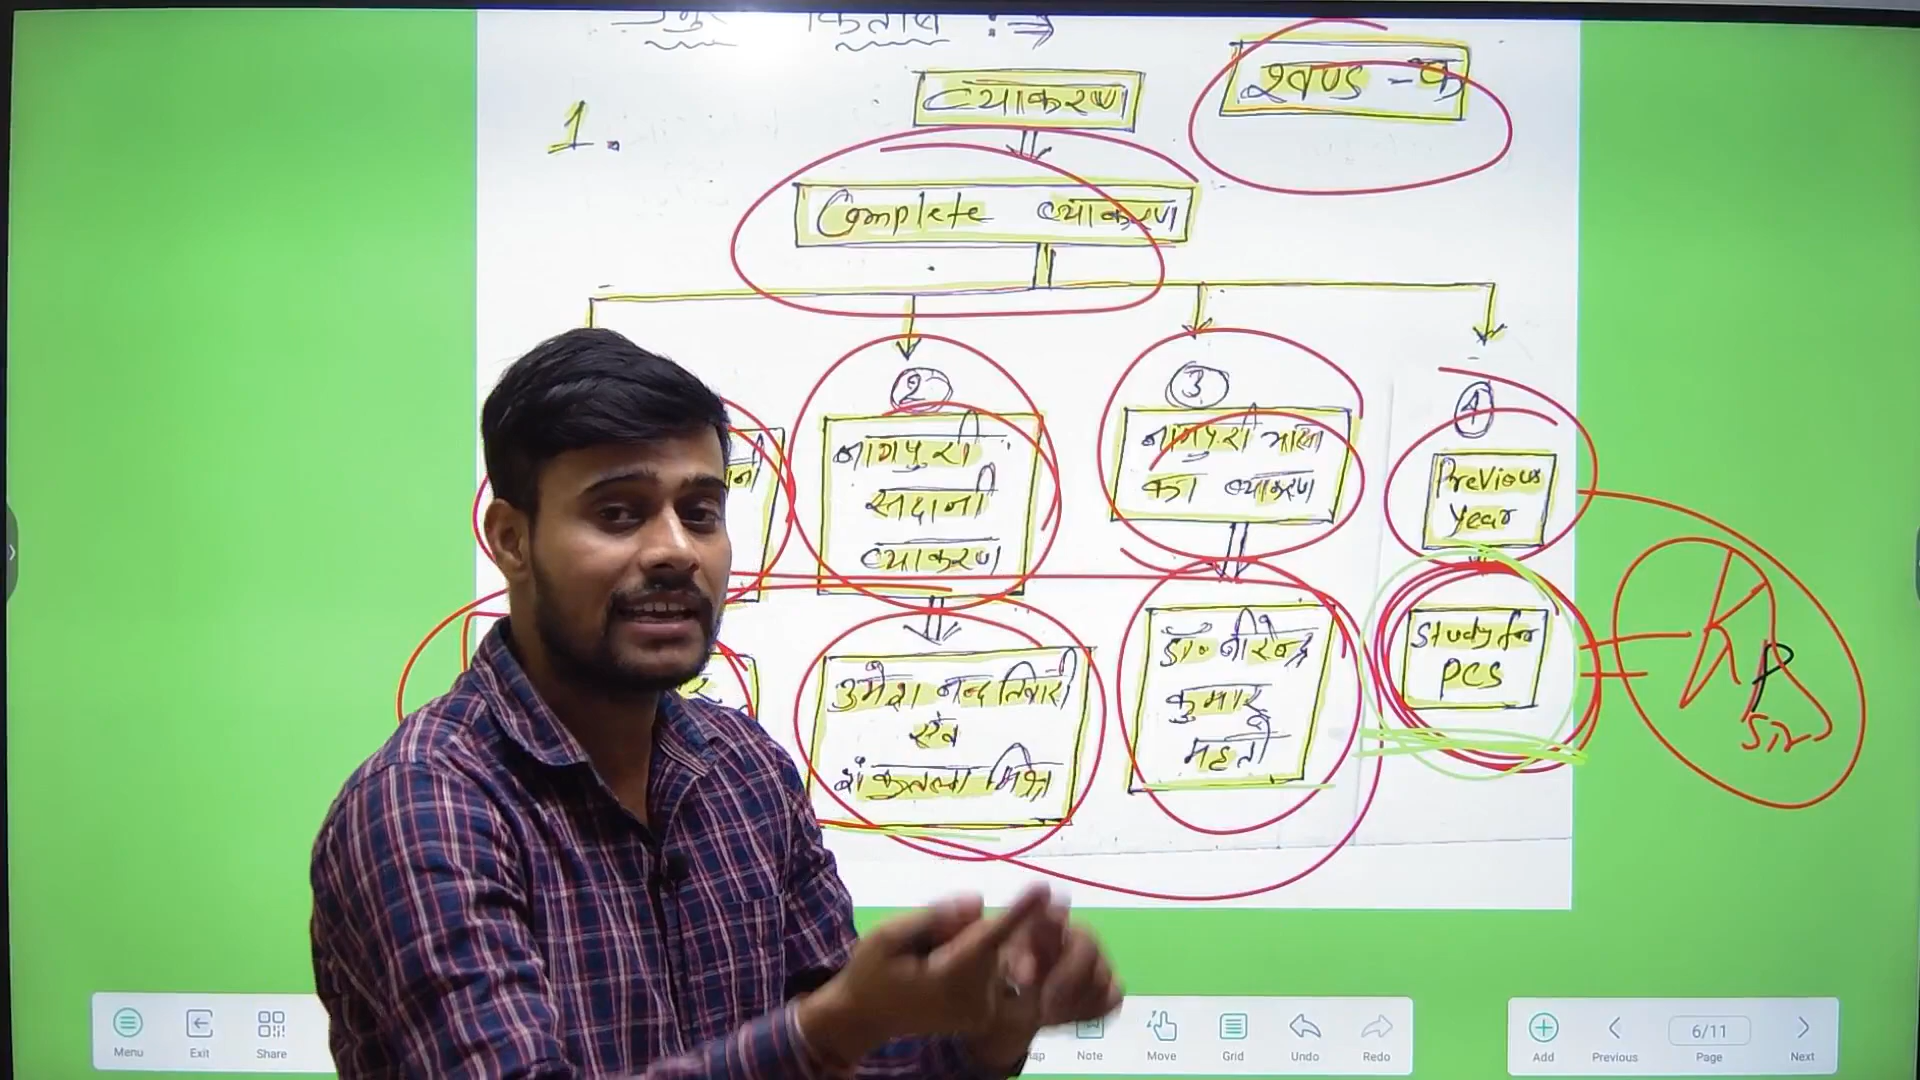 किताब :⇒
व्याकरण
खण्ड - क
1.
Complete व्याकरण
2
नागपुरी
सदानी
व्याकरण
3
नागपुरी भाषा
का व्याकरण
4
Previous
year
उमेश नन्द तिवारी
एवं
मिश्र
डॉ० बीरेन्द्र
कुमार
महतो
Study for
PCS
KP
Sir
Menu
Exit
Share
Note
Move
Grid
Undo
Redo
Add
Previous
6/11
Page
Next